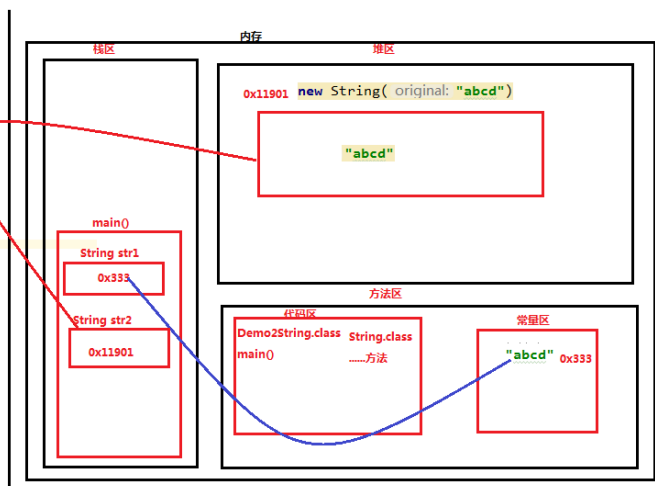 内存
栈区
堆区
0x11901 new String( original: "abcd")
"abcd"
main()
String str1
0x333
String str2
0x11901
方法区
代码区
Demo2String.class
String.class
main()
......方法
常量区
"abcd" 0x333